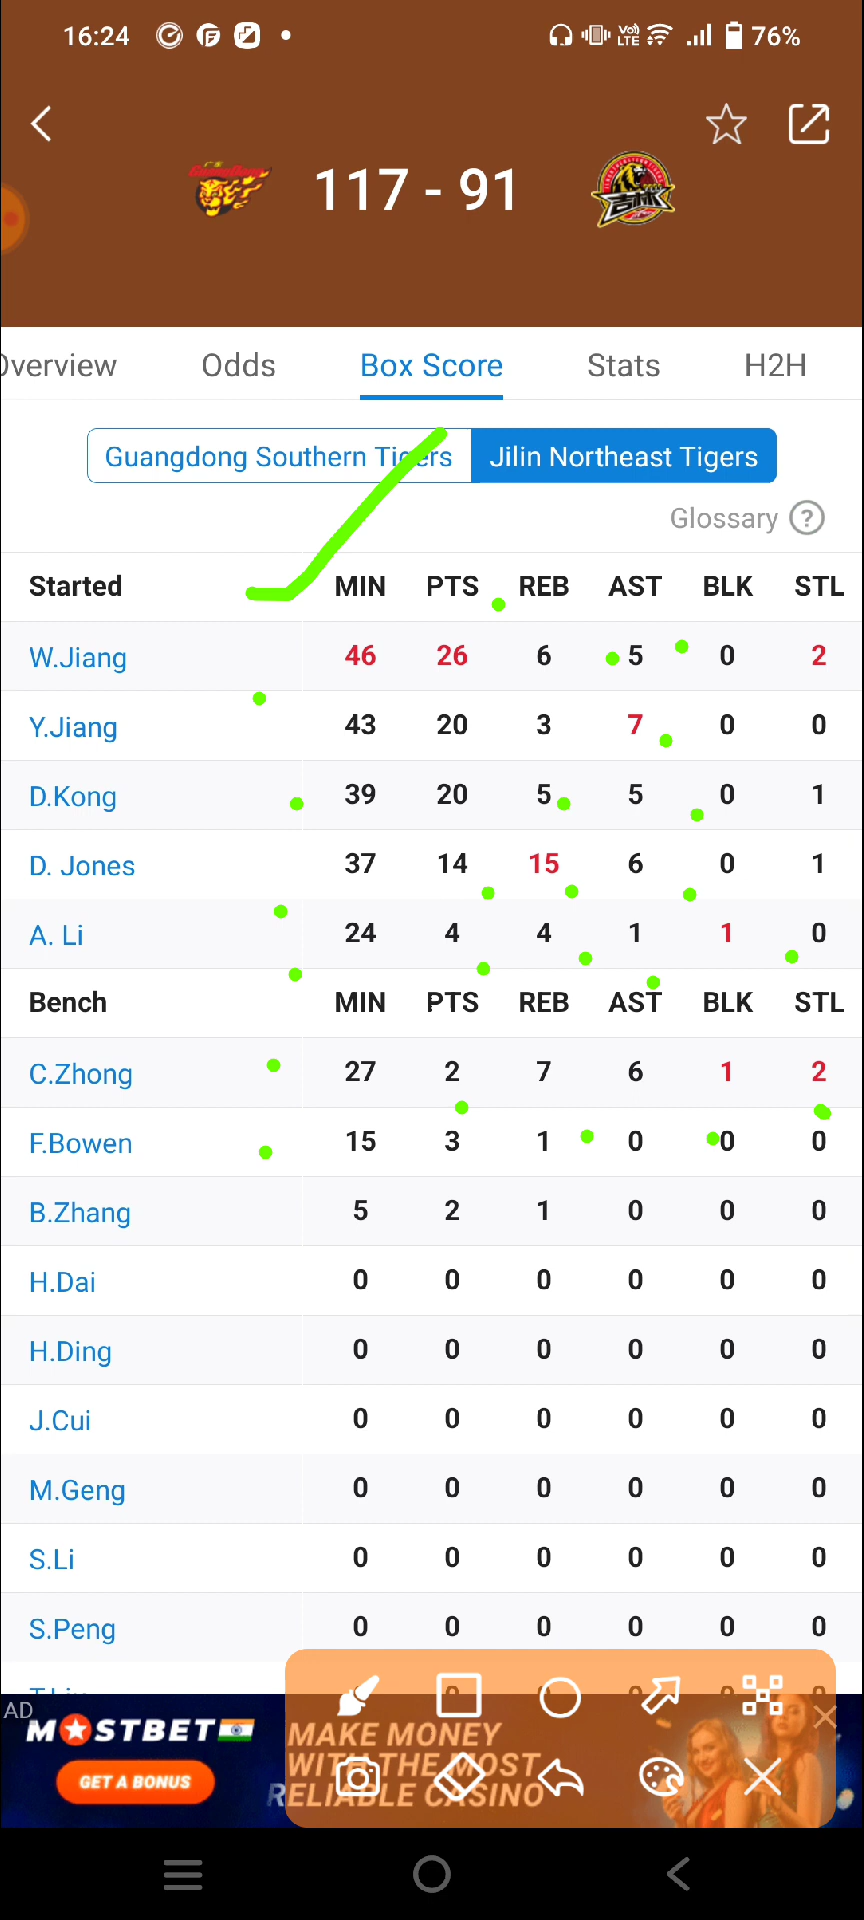 16:24 Vo) LTE 76%
117 - 91
吉林
Overview Odds Box Score Stats H2H
Guangdong Southern Tigers Jilin Northeast Tigers
Glossary ?
Started MIN PTS REB AST BLK STL
W.Jiang 46 26 6 5 0 2
Y.Jiang 43 20 3 7 0 0
D.Kong 39 20 5 5 0 1
D. Jones 37 14 15 6 0 1
A. Li 24 4 4 1 1 0
Bench MIN PTS REB AST BLK STL
C.Zhong 27 2 7 6 1 2
F.Bowen 15 3 1 0 0 0
B.Zhang 5 2 1 0 0 0
H.Dai 0 0 0 0 0 0
H.Ding 0 0 0 0 0 0
J.Cui 0 0 0 0 0 0
M.Geng 0 0 0 0 0 0
S.Li 0 0 0 0 0 0
S.Peng 0 0 0 0 0 0
AD
MOSTBET
GET A BONUS
MAKE MONEY
WITH THE MOST
RELIABLE CASINO